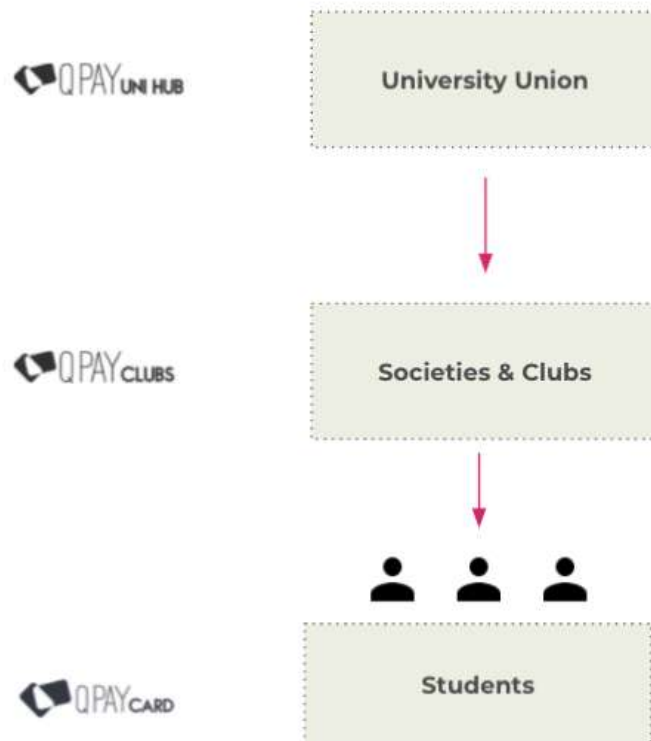 QPAY UNI HUB
University Union
QPAY CLUBS
Societies & Clubs
QPAY CARD
Students